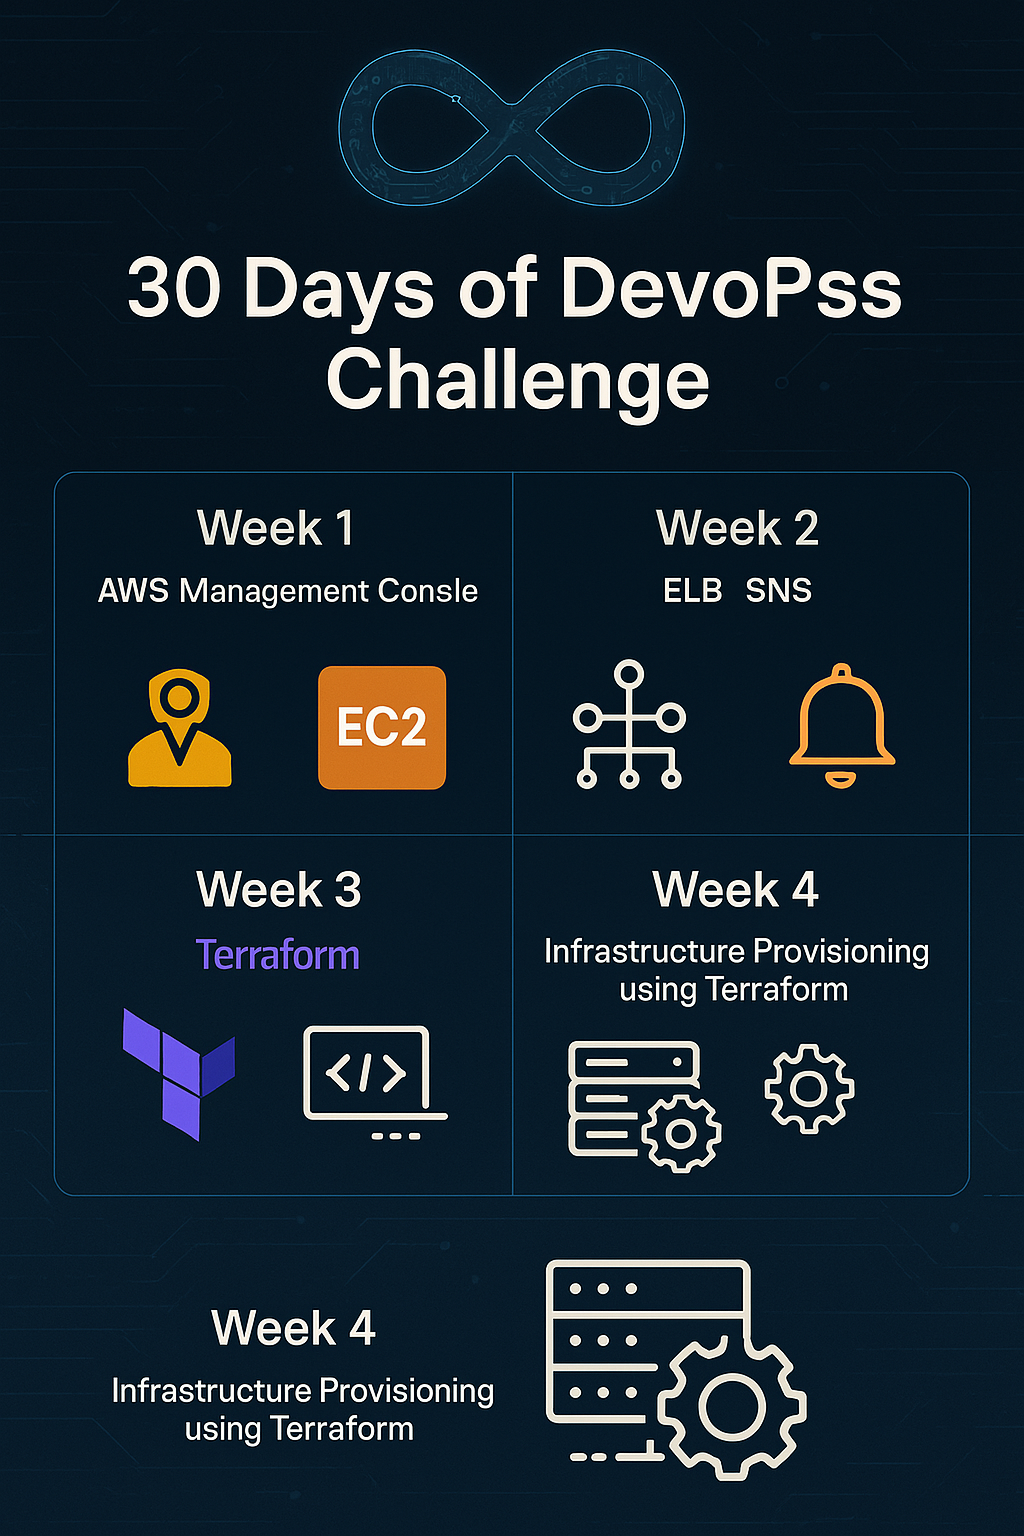 30 Days of DevoPss
Challenge
Week 1
AWS Management Consle
EC2
Week 2
ELB SNS
Week 3
Terraform
</>
Week 4
Infrastructure Provisioning
using Terraform
Week 4
Infrastructure Provisioning
using Terraform